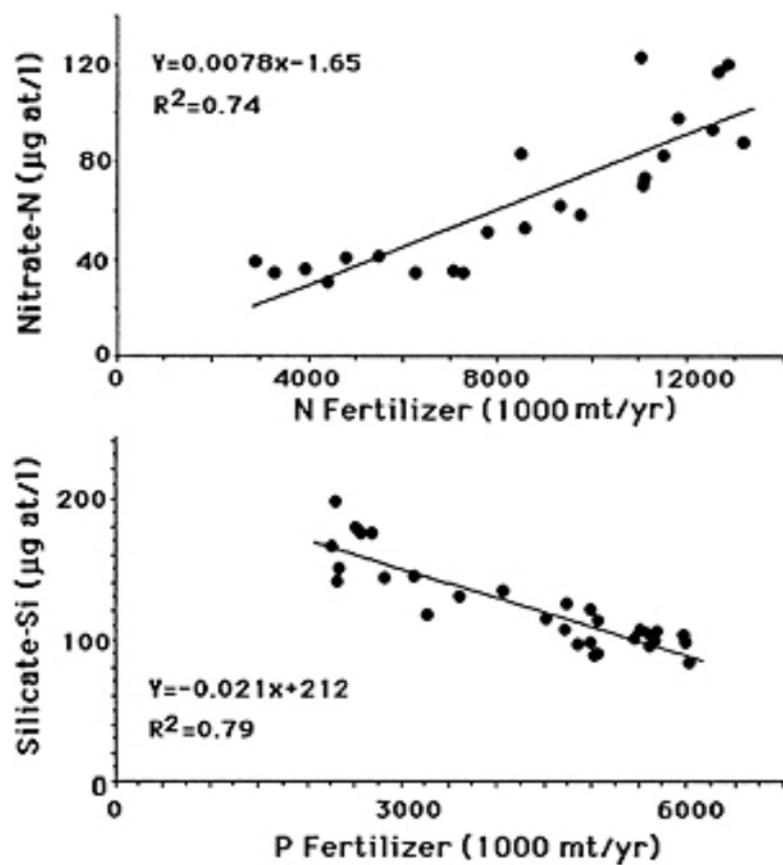 120
80
40
0
Nitrate-N (µg at/l)
Y=0.0078x-1.65
R²=0.74
0 4000 8000 12000
N Fertilizer (1000 mt/yr)
200
100
0
Silicate-Si (µg at/l)
Y=-0.021x+212
R²=0.79
0 3000 6000
P Fertilizer (1000 mt/yr)